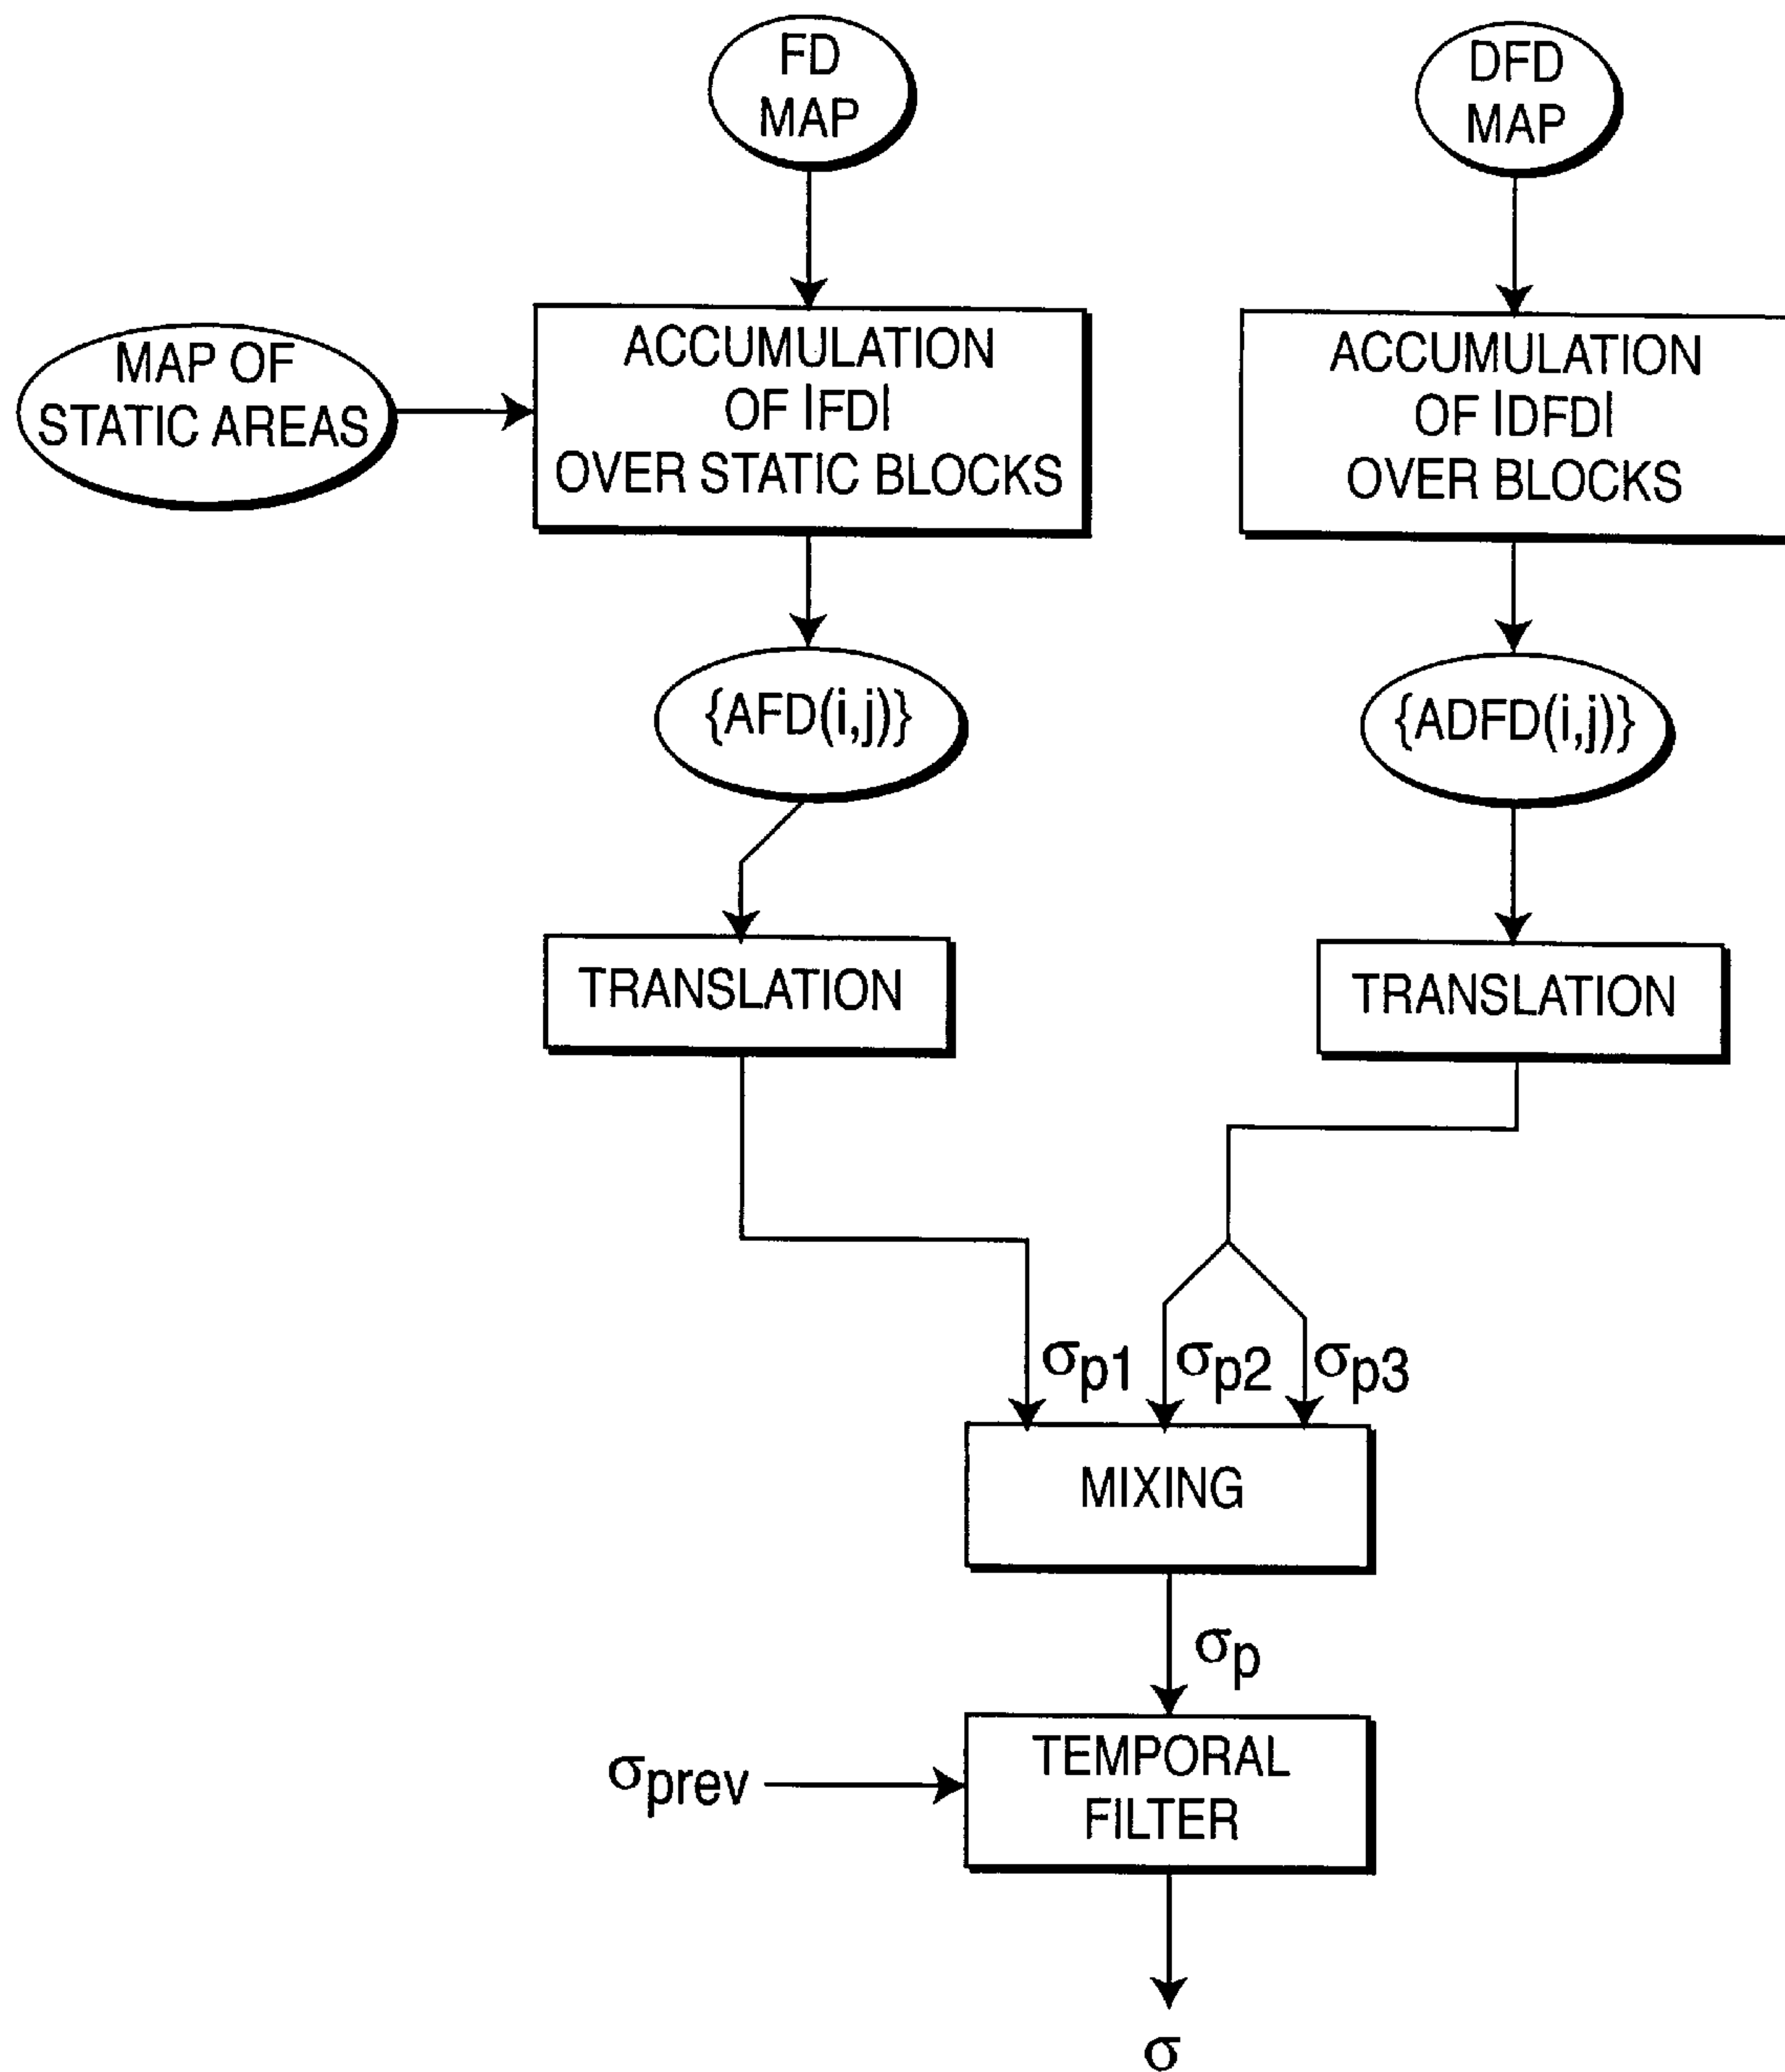 FD
MAP
DFD
MAP
MAP OF
STATIC AREAS
ACCUMULATION
OF |FD|
OVER STATIC BLOCKS
ACCUMULATION
OF |DFD|
OVER BLOCKS
{AFD(i,j)}
{ADFD(i,j)}
TRANSLATION
TRANSLATION
σp1
σp2
σp3
MIXING
σp
σprev
TEMPORAL
FILTER
σ